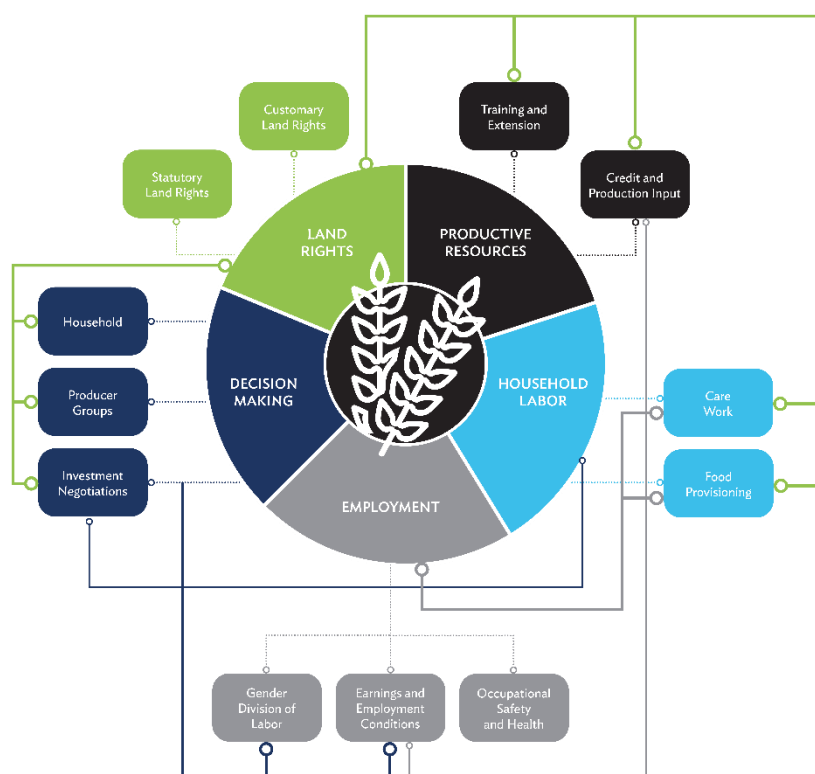 Customary
Land Rights
Training and
Extension
Statutory
Land Rights
Credit and
Production Input
LAND
RIGHTS
PRODUCTIVE
RESOURCES
Household
DECISION
MAKING
HOUSEHOLD
LABOR
Producer
Groups
Care
Work
Investment
Negotiations
Food
Provisioning
EMPLOYMENT
Gender
Division of
Labor
Earnings and
Employment
Conditions
Occupational
Safety
and Health